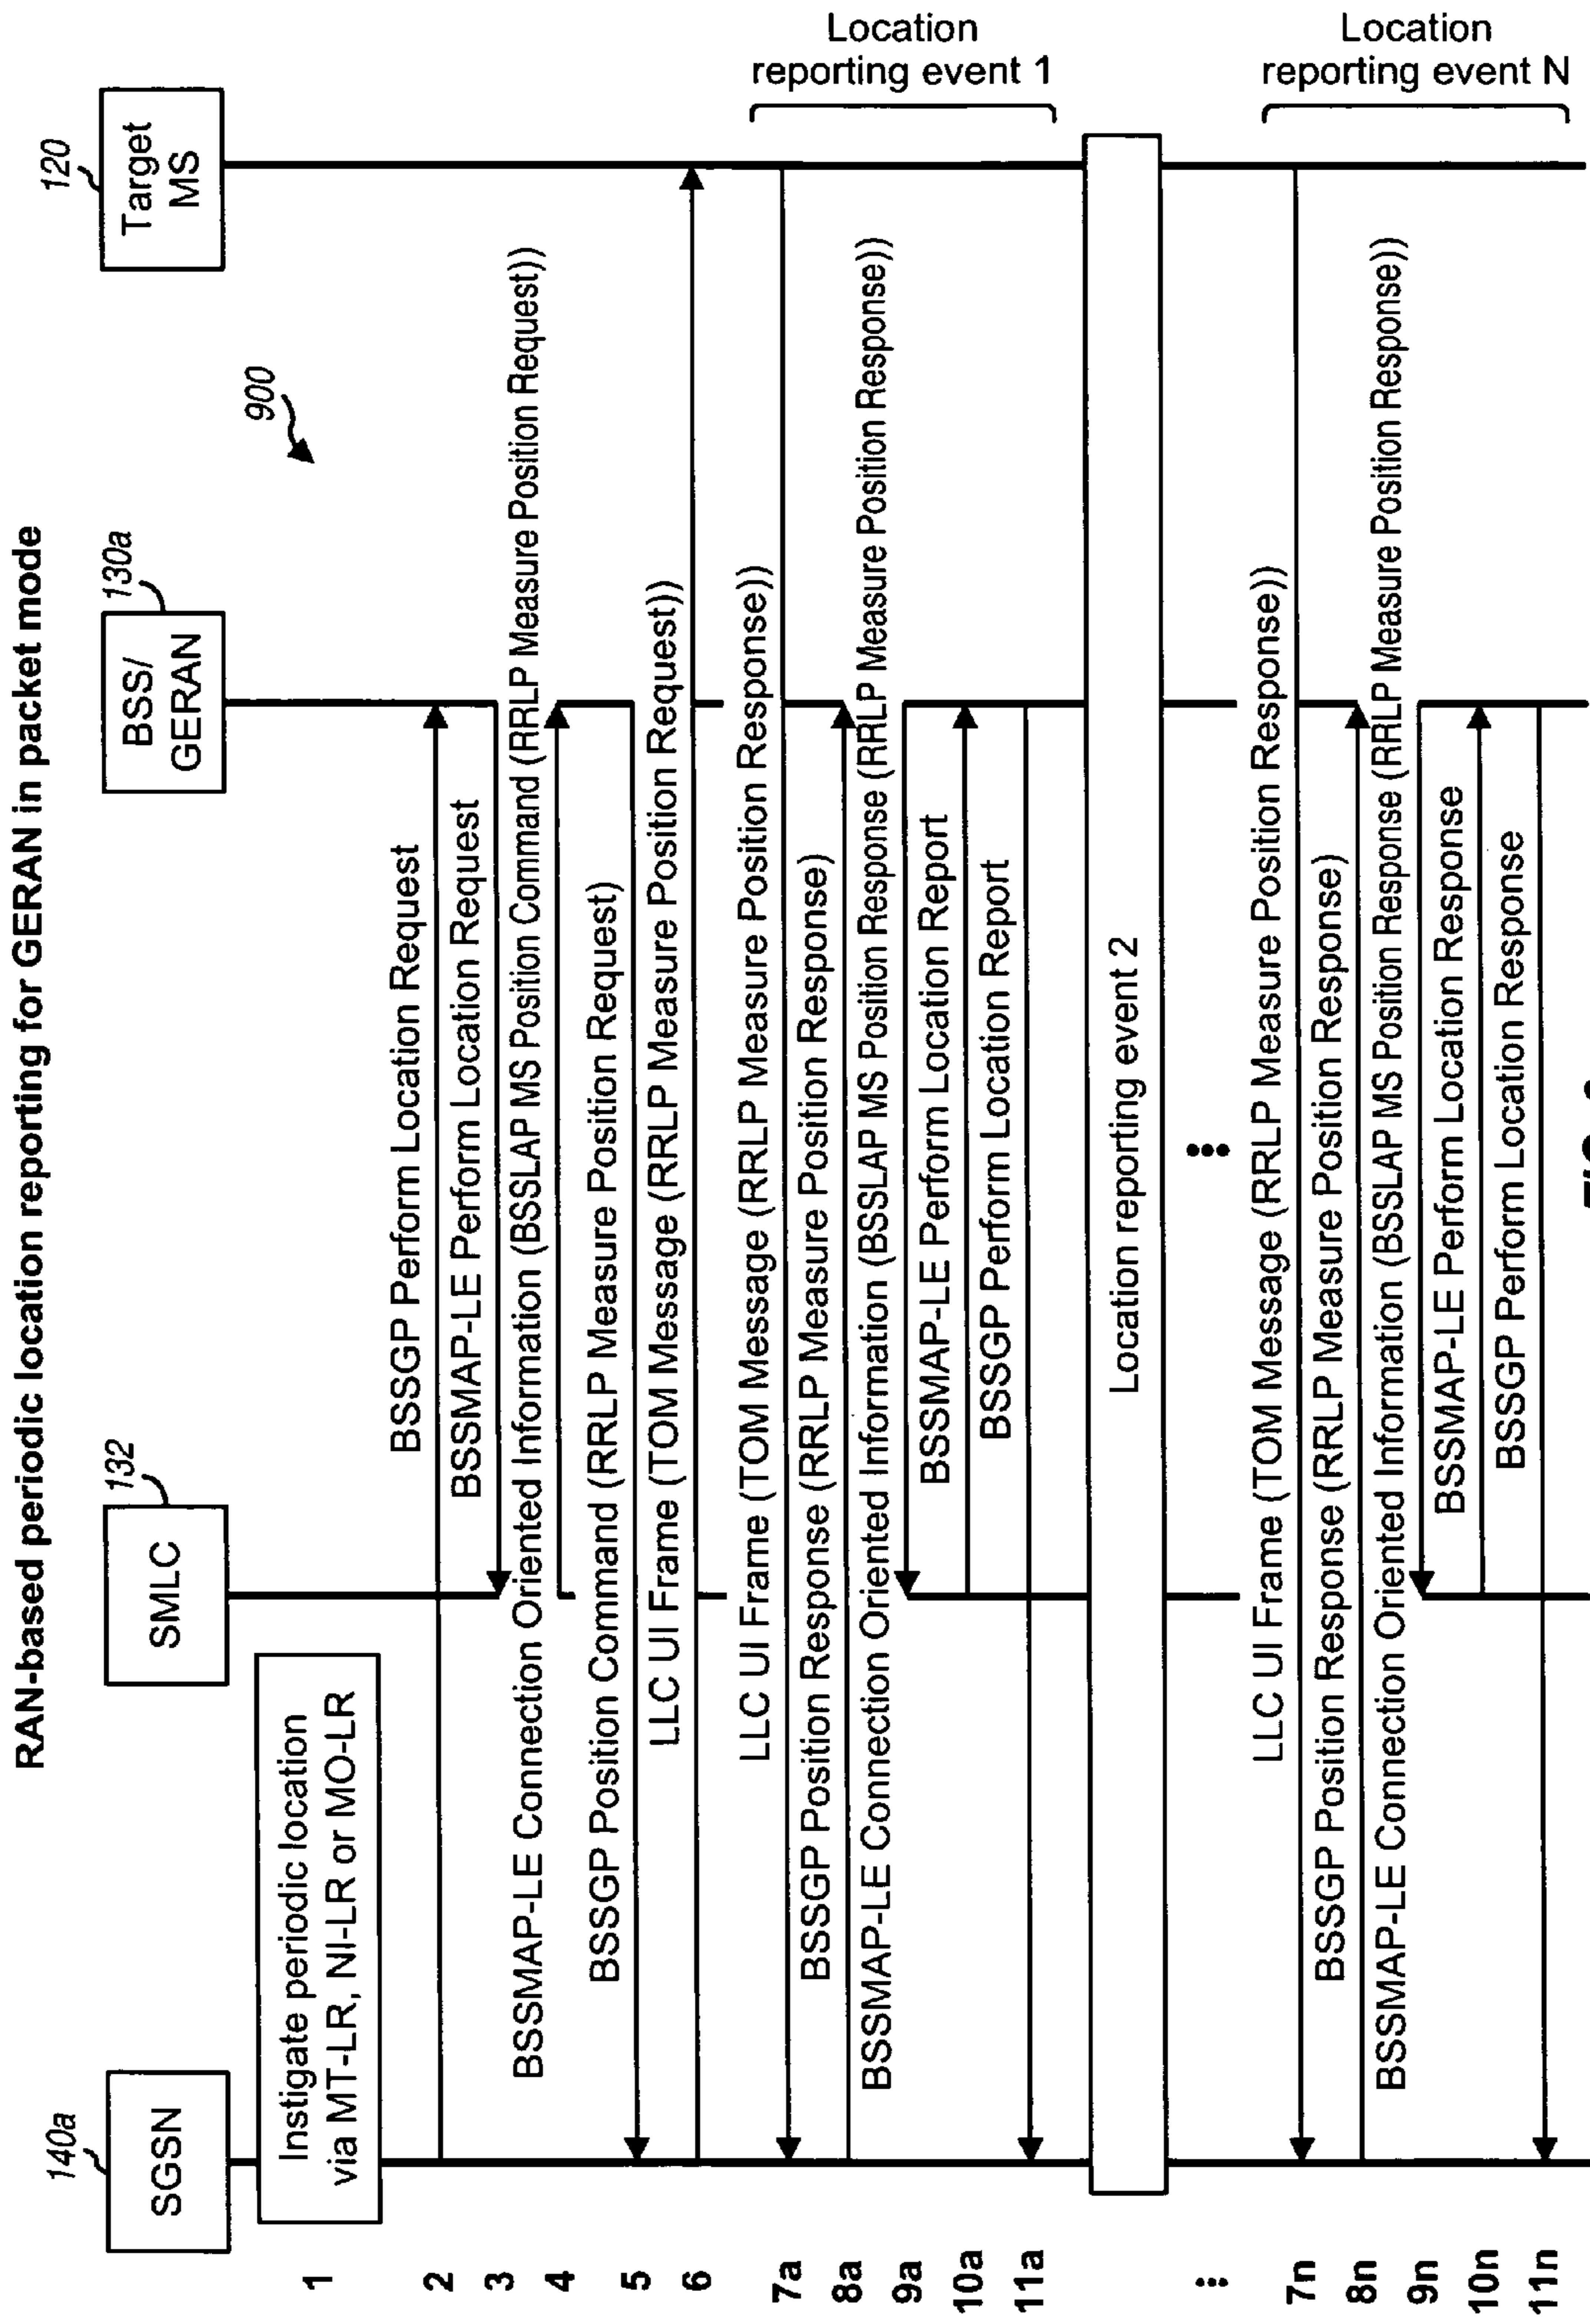 RAN-based periodic location reporting for GERAN in packet mode
140a
132
130a
120
SGSN
SMLC
BSS/
GERAN
Target
MS
900
1
Instigate periodic location
via MT-LR, NI-LR or MO-LR
2
BSSGP Perform Location Request
3
BSSMAP-LE Perform Location Request
4
BSSMAP-LE Connection Oriented Information (BSSLAP MS Position Command (RRLP Measure Position Request))
5
BSSGP Position Command (RRLP Measure Position Request)
6
LLC UI Frame (TOM Message (RRLP Measure Position Request))
7a
LLC UI Frame (TOM Message (RRLP Measure Position Response))
8a
BSSGP Position Response (RRLP Measure Position Response)
9a
BSSMAP-LE Connection Oriented Information (BSSLAP MS Position Response (RRLP Measure Position Response))
10a
BSSMAP-LE Perform Location Report
11a
BSSGP Perform Location Report
Location
reporting event 1
Location reporting event 2
7n
LLC UI Frame (TOM Message (RRLP Measure Position Response))
8n
BSSGP Position Response (RRLP Measure Position Response)
9n
BSSMAP-LE Connection Oriented Information (BSSLAP MS Position Response (RRLP Measure Position Response))
10n
BSSMAP-LE Perform Location Response
11n
BSSGP Perform Location Response
Location
reporting event N